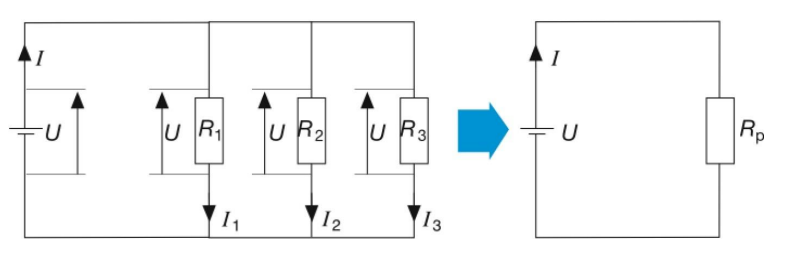 I I
U U R₁ U R₂ U R₃ U Rₚ
I₁ I₂ I₃